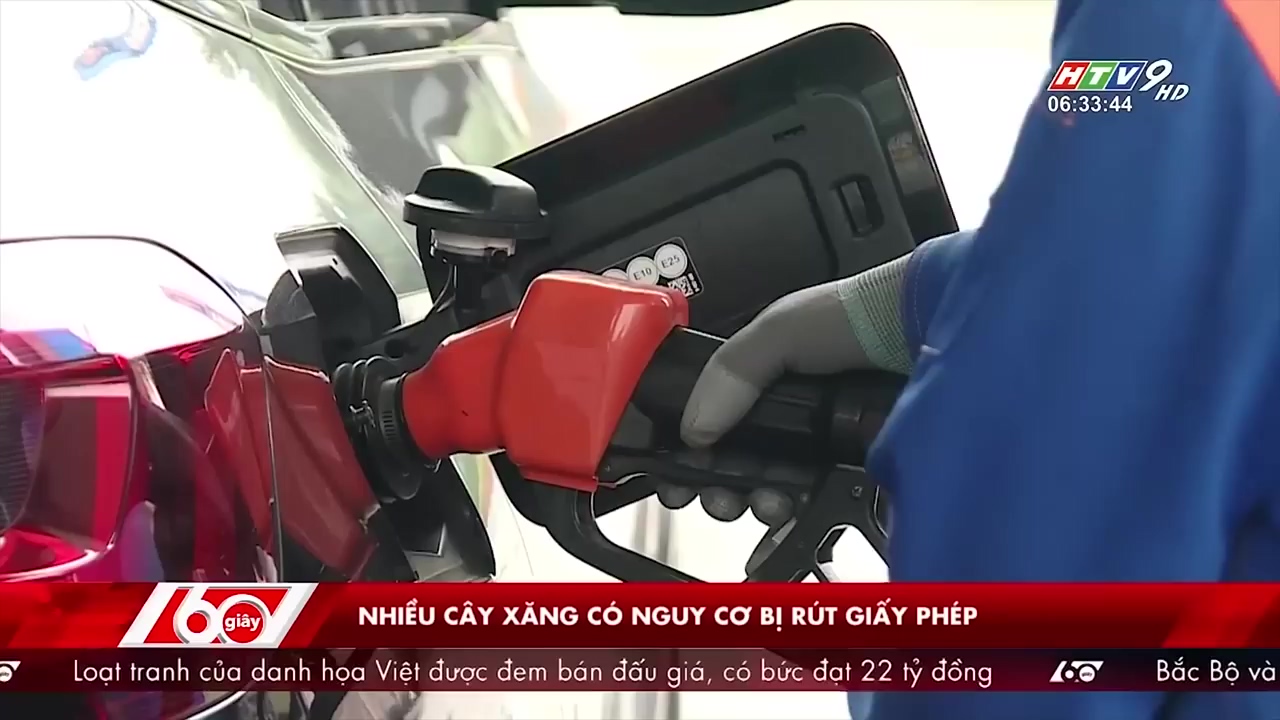 HTV9 HD
06:33:44
E10 E25
60 giây
NHIỀU CÂY XĂNG CÓ NGUY CƠ BỊ RÚT GIẤY PHÉP
Loạt tranh của danh họa Việt được đem bán đấu giá, có bức đạt 22 tỷ đồng 60 Bắc Bộ và